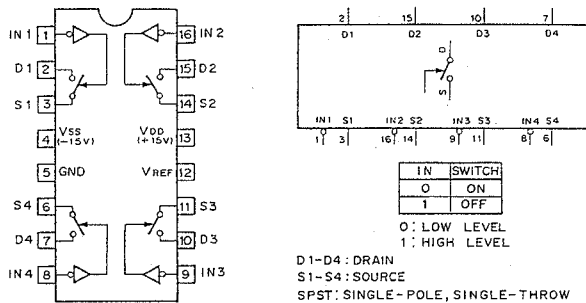 IN1 1 16 IN2
D1 2 15 D2
S1 3 14 S2
4 VSS (-15V) VDD (+15V) 13
5 GND VREF 12
S4 6 11 S3
D4 7 10 D3
IN4 8 9 IN3
2 15 10 7
D1 D2 D3 D4
D
S
IN1 S1 IN2 S2 IN3 S3 IN4 S4
1 3 16 14 9 11 8 6
IN SWITCH
0 ON
1 OFF
0: LOW LEVEL
1: HIGH LEVEL
D1-D4: DRAIN
S1-S4: SOURCE
SPST: SINGLE-POLE, SINGLE-THROW